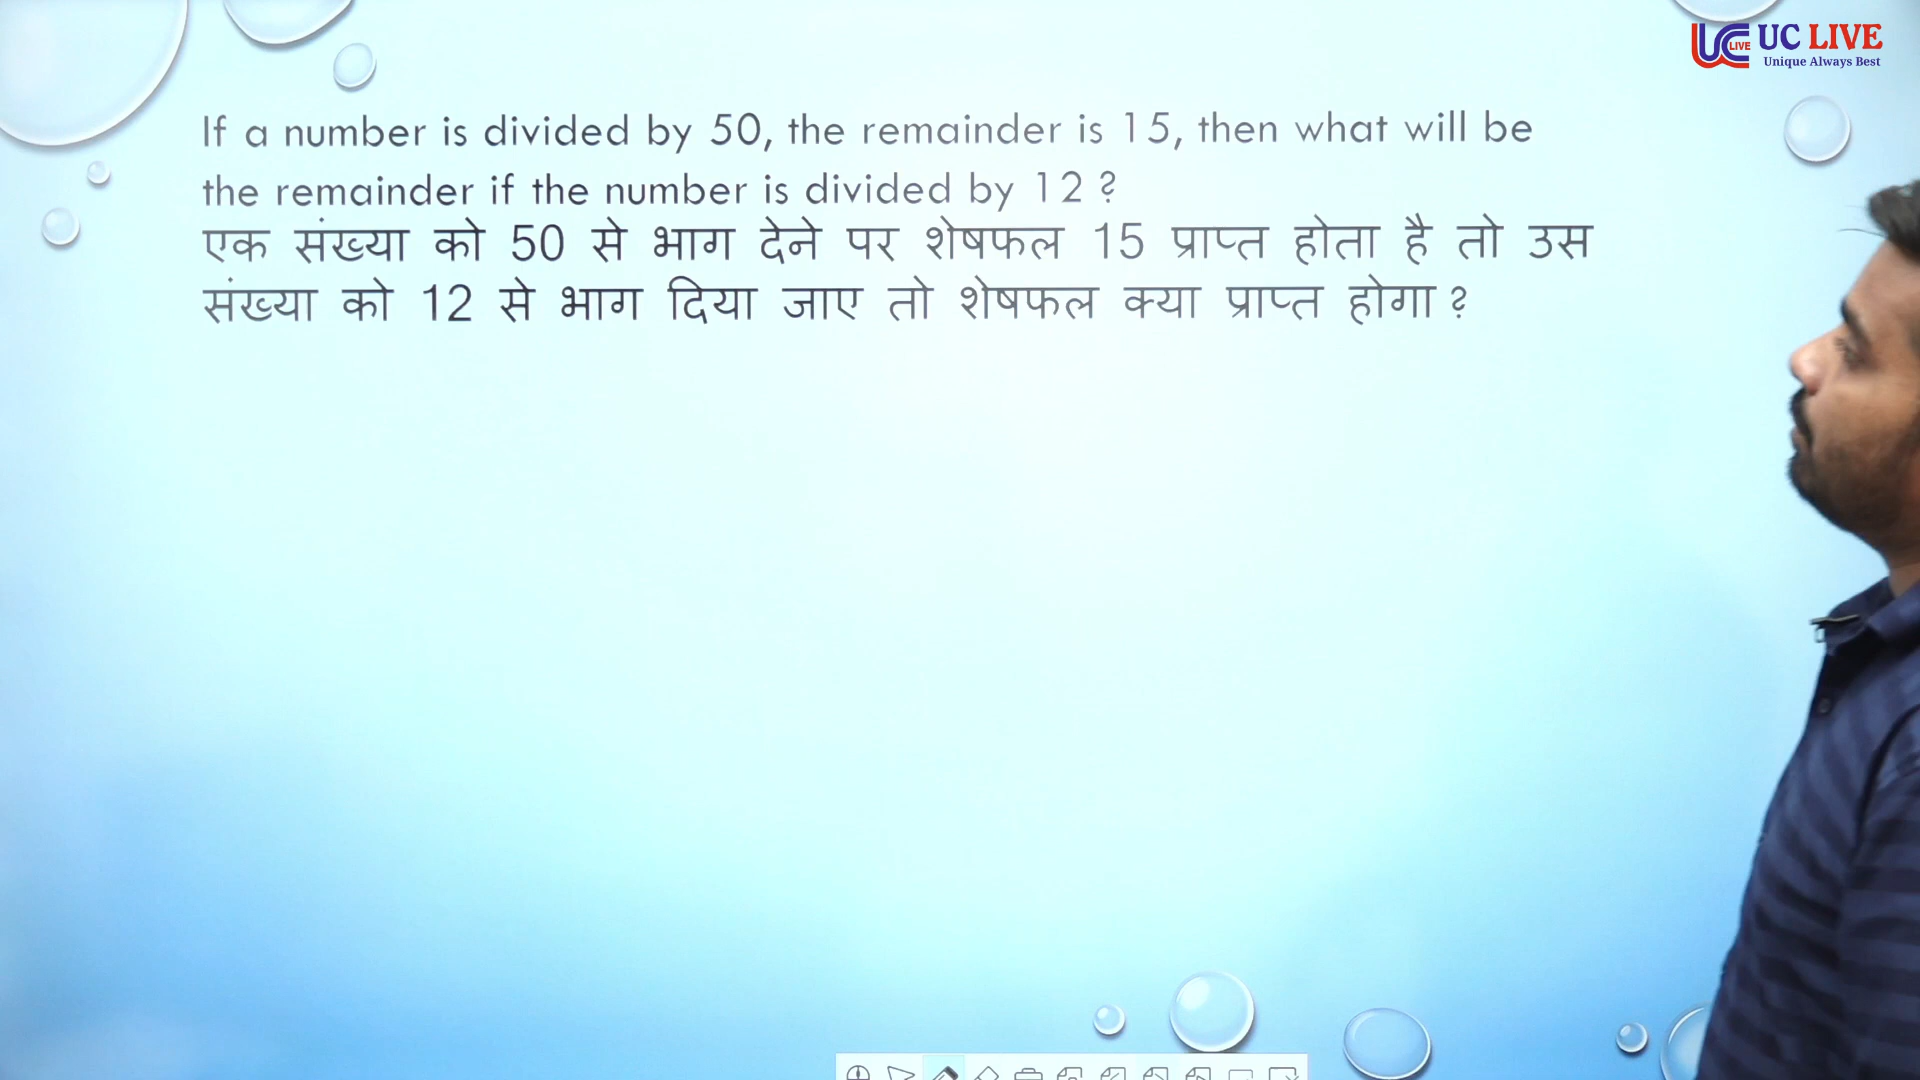 LIVE UC LIVE
Unique Always Best
If a number is divided by 50, the remainder is 15, then what will be
the remainder if the number is divided by 12 ?
एक संख्या को 50 से भाग देने पर शेषफल 15 प्राप्त होता है तो उस
संख्या को 12 से भाग दिया जाए तो शेषफल क्या प्राप्त होगा ?